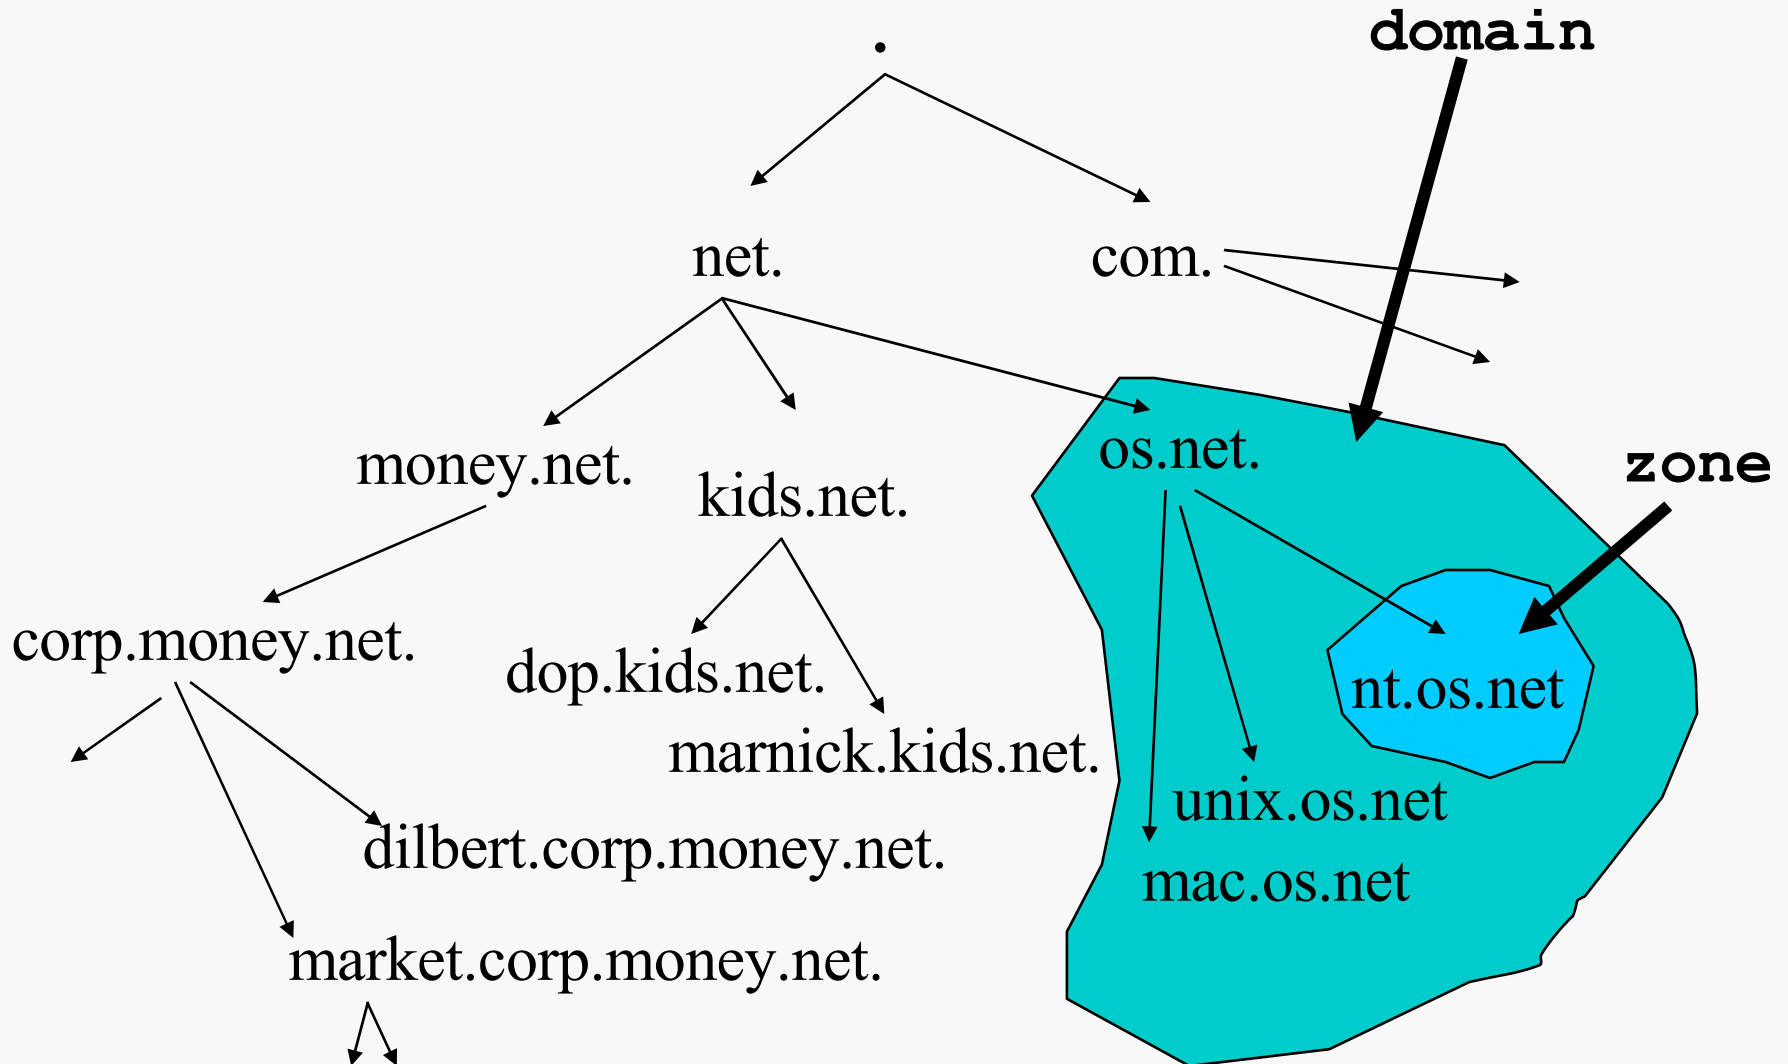 .
domain
net.
com.
os.net.
money.net.
zone
kids.net.
corp.money.net.
dop.kids.net.
nt.os.net
marnick.kids.net.
unix.os.net
dilbert.corp.money.net.
mac.os.net
market.corp.money.net.